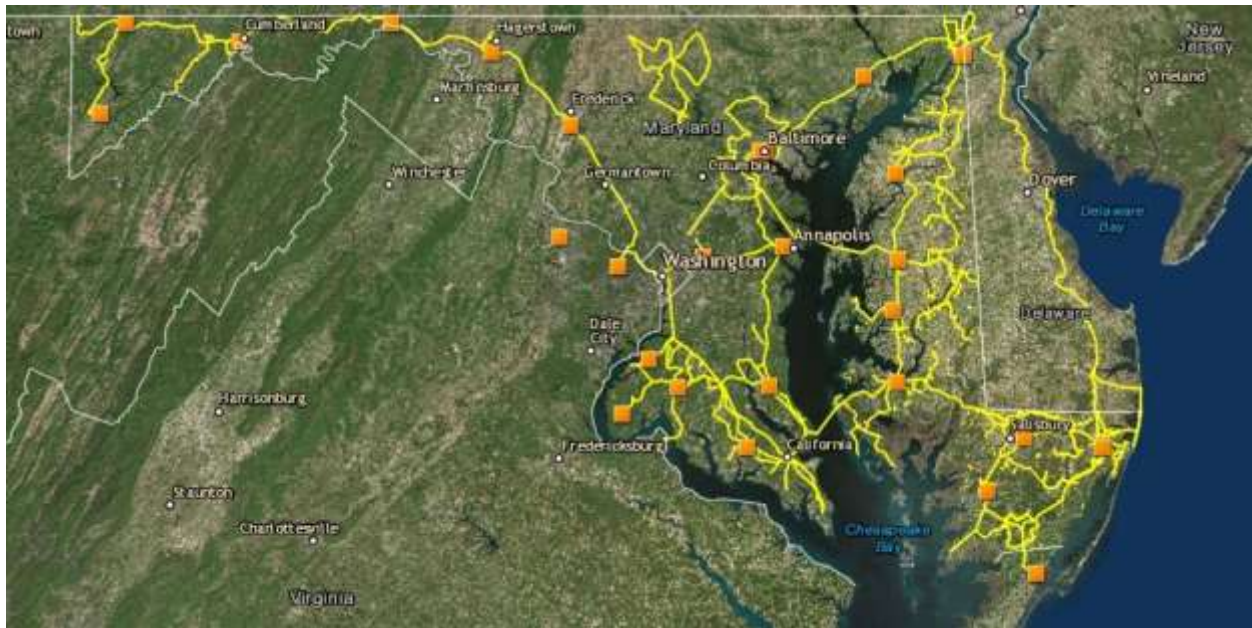 town
Cumberland
Hagerstown
New
Jersey
Vineland
Martinsburg
Frederick
Maryland
Baltimore
Columbia
Winchester
Germantown
Dover
Delaware
Bay
Annapolis
Washington
Dale
City
Delaware
Harrisonburg
Fredericksburg
California
Salisbury
Staunton
Charlottesville
Chesapeake
Bay
Virginia